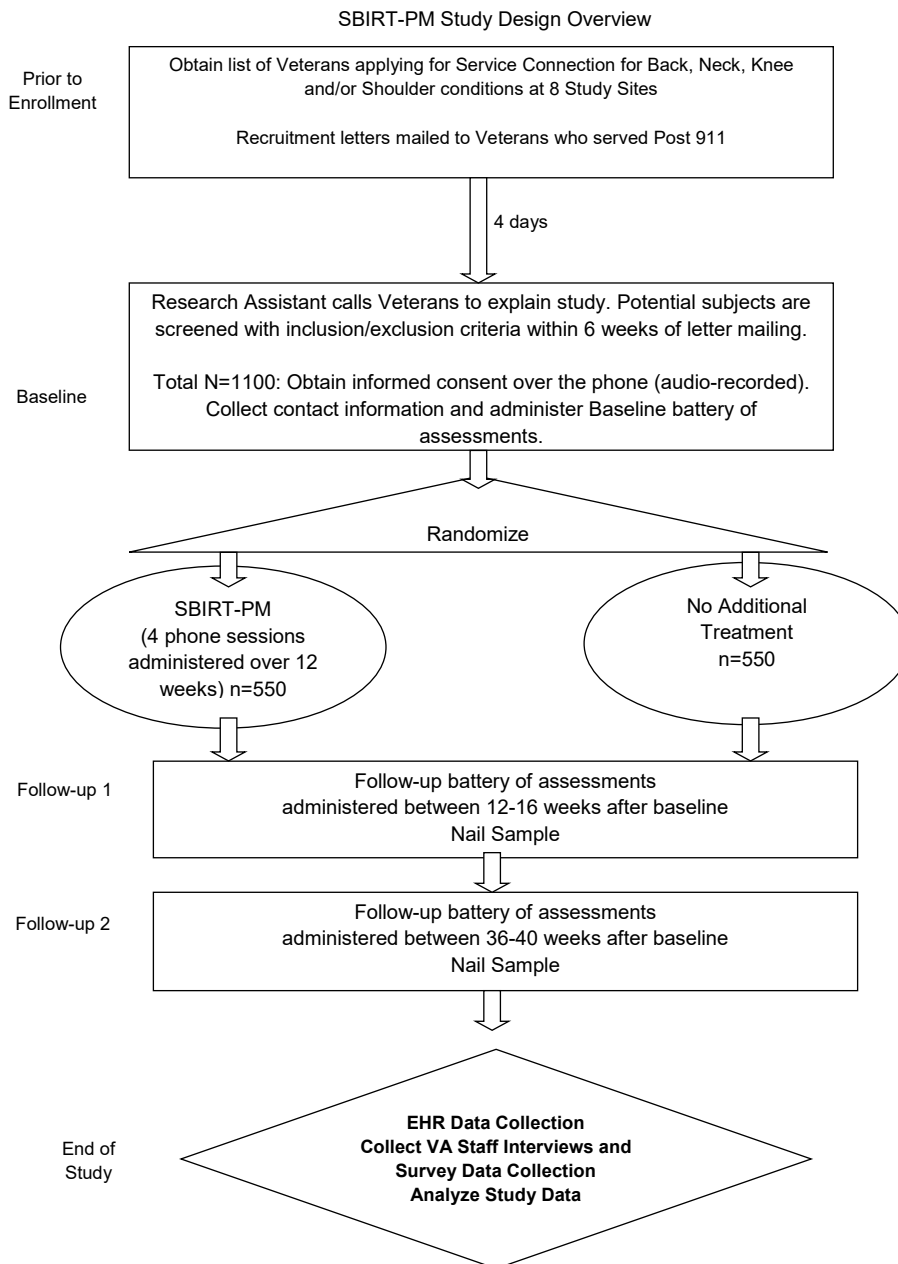 SBIRT-PM Study Design Overview
Prior to
Enrollment
Obtain list of Veterans applying for Service Connection for Back, Neck, Knee
and/or Shoulder conditions at 8 Study Sites
Recruitment letters mailed to Veterans who served Post 911
4 days
Baseline
Research Assistant calls Veterans to explain study. Potential subjects are
screened with inclusion/exclusion criteria within 6 weeks of letter mailing.
Total N=1100: Obtain informed consent over the phone (audio-recorded).
Collect contact information and administer Baseline battery of
assessments.
Randomize
SBIRT-PM
(4 phone sessions
administered over 12
weeks) n=550
No Additional
Treatment
n=550
Follow-up 1
Follow-up battery of assessments
administered between 12-16 weeks after baseline
Nail Sample
Follow-up 2
Follow-up battery of assessments
administered between 36-40 weeks after baseline
Nail Sample
End of
Study
EHR Data Collection
Collect VA Staff Interviews and
Survey Data Collection
Analyze Study Data